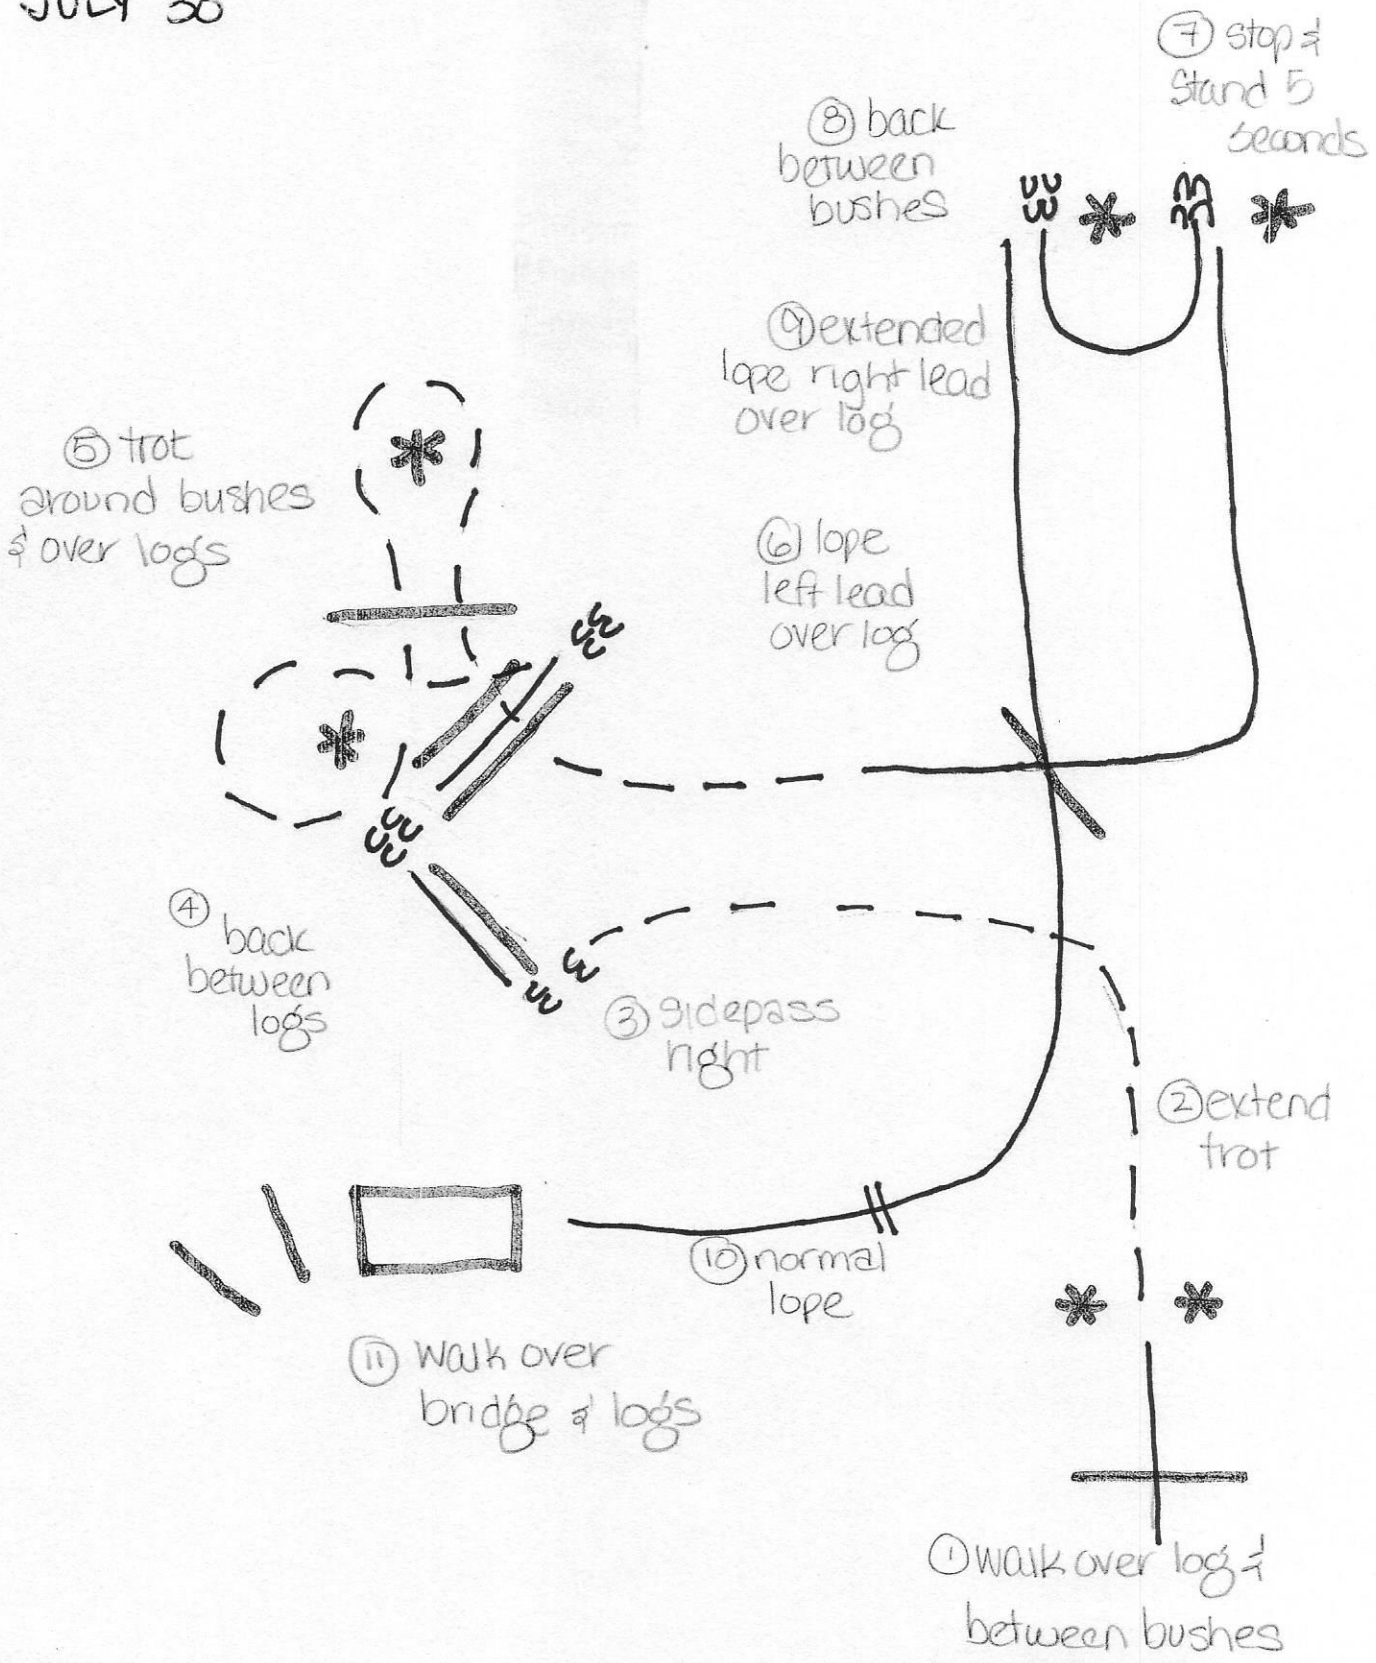 JULY 30
⑦ stop &
Stand 5
seconds
⑧ back
between
bushes
⑨ extended
lope right lead
over log
⑤ trot
around bushes
& over logs
⑥ lope
left lead
over log
④
back
between
logs
③ sidepass
right
② extend
trot
⑩ normal
lope
⑪ Walk over
bridge & logs
① Walk over log &
between bushes